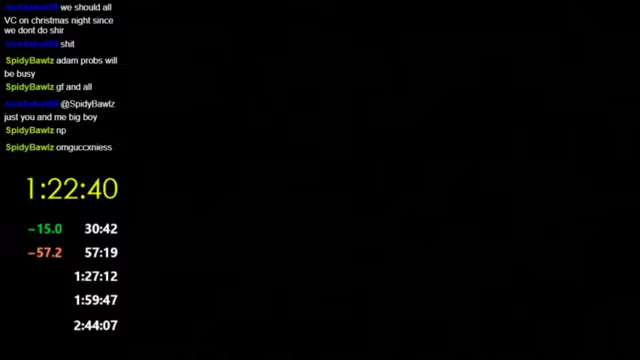 we should all
VC on christmas night since
we dont do shir
shit
SpidyBawlz adam probs will
be busy
SpidyBawlz gf and all
@SpidyBawlz
just you and me big boy
SpidyBawlz np
SpidyBawlz omguccxniess
1:22:40
−15.0 30:42
−57.2 57:19
1:27:12
1:59:47
2:44:07